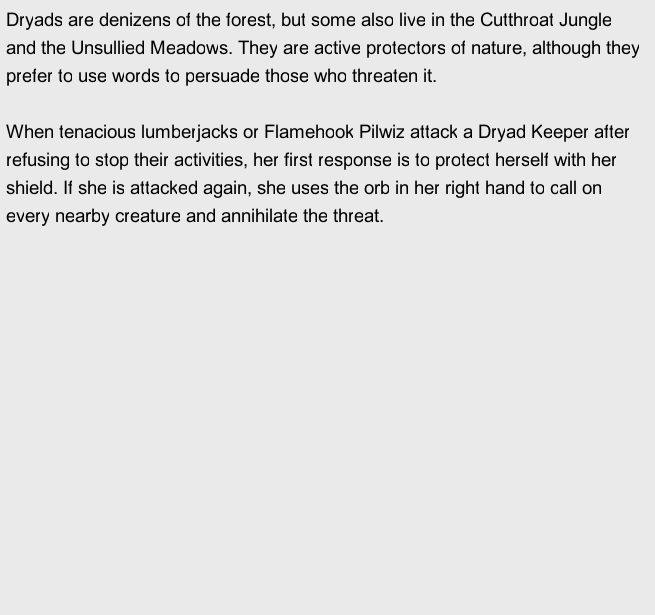 Dryads are denizens of the forest, but some also live in the Cutthroat Jungle
and the Unsullied Meadows. They are active protectors of nature, although they
prefer to use words to persuade those who threaten it.
When tenacious lumberjacks or Flamehook Pilwiz attack a Dryad Keeper after
refusing to stop their activities, her first response is to protect herself with her
shield. If she is attacked again, she uses the orb in her right hand to call on
every nearby creature and annihilate the threat.